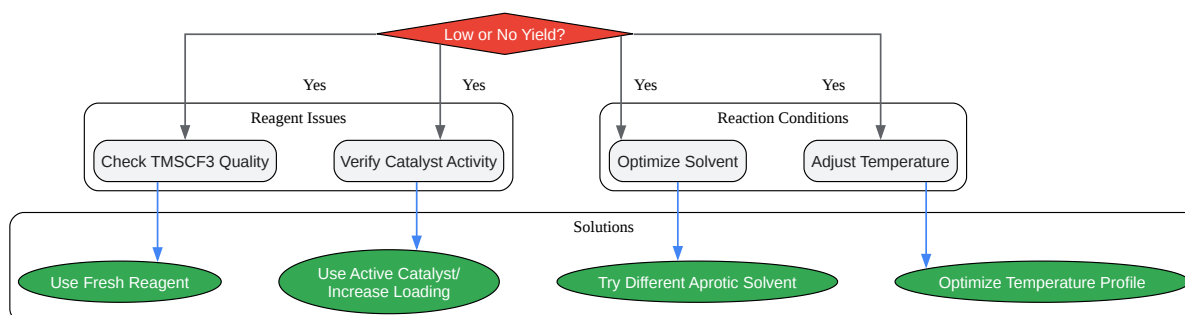 Low or No Yield?
Yes
Yes
Yes
Yes
Reagent Issues
Reaction Conditions
Check TMSCF3 Quality
Verify Catalyst Activity
Optimize Solvent
Adjust Temperature
Solutions
Use Fresh Reagent
Use Active Catalyst/
Increase Loading
Try Different Aprotic Solvent
Optimize Temperature Profile